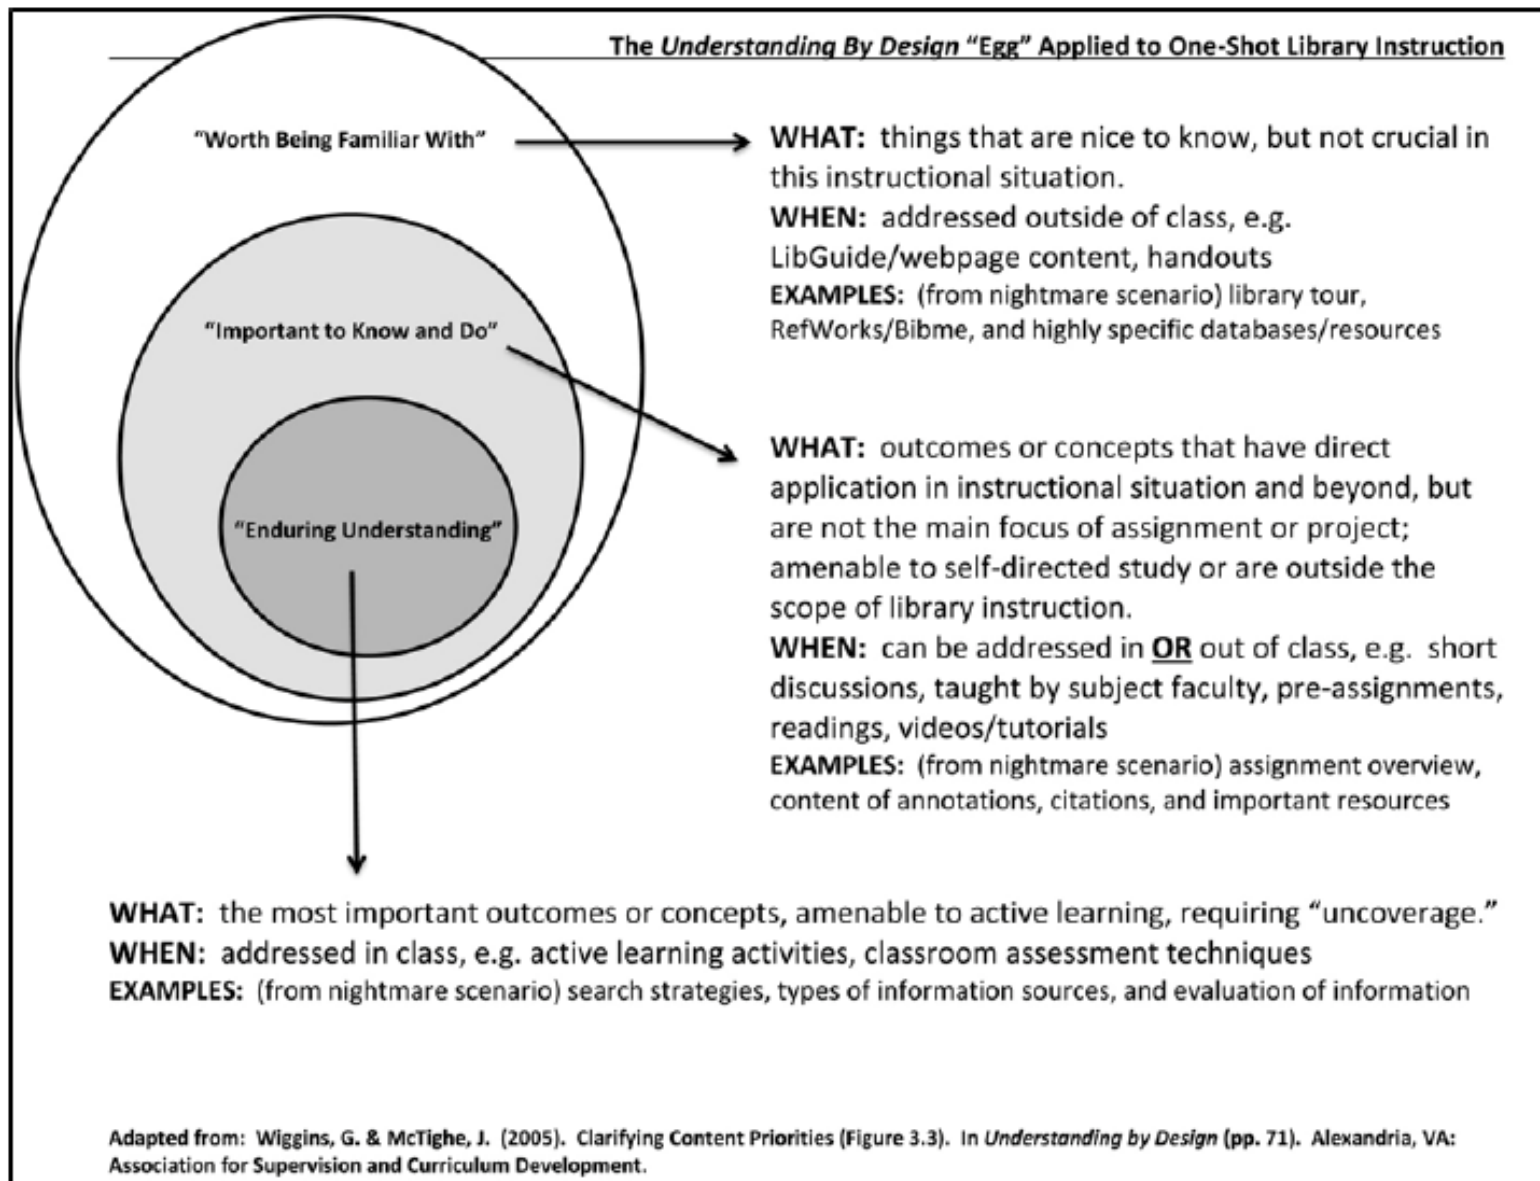 The Understanding By Design “Egg” Applied to One-Shot Library Instruction
“Worth Being Familiar With”
WHAT: things that are nice to know, but not crucial in
this instructional situation.
WHEN: addressed outside of class, e.g.
LibGuide/webpage content, handouts
EXAMPLES: (from nightmare scenario) library tour,
RefWorks/Bibme, and highly specific databases/resources
“Important to Know and Do”
WHAT: outcomes or concepts that have direct
application in instructional situation and beyond, but
are not the main focus of assignment or project;
amenable to self-directed study or are outside the
scope of library instruction.
WHEN: can be addressed in OR out of class, e.g. short
discussions, taught by subject faculty, pre-assignments,
readings, videos/tutorials
EXAMPLES: (from nightmare scenario) assignment overview,
content of annotations, citations, and important resources
“Enduring Understanding”
WHAT: the most important outcomes or concepts, amenable to active learning, requiring “uncoverage.”
WHEN: addressed in class, e.g. active learning activities, classroom assessment techniques
EXAMPLES: (from nightmare scenario) search strategies, types of information sources, and evaluation of information
Adapted from: Wiggins, G. & McTighe, J. (2005). Clarifying Content Priorities (Figure 3.3). In Understanding by Design (pp. 71). Alexandria, VA:
Association for Supervision and Curriculum Development.